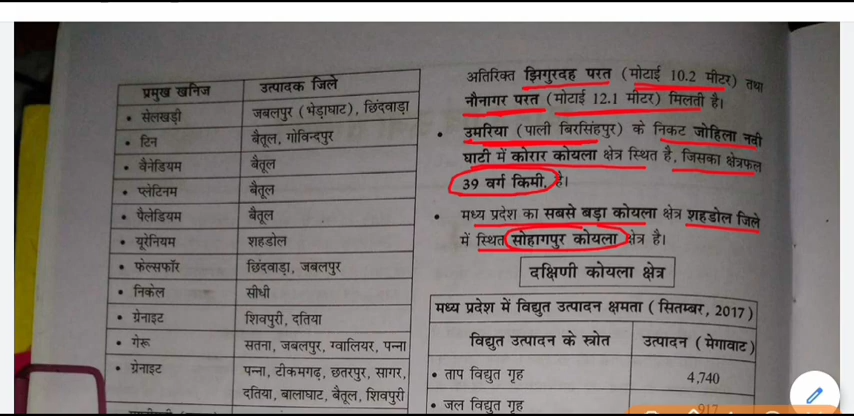 प्रमुख खनिज उत्पादक जिले
• सेलखड़ी जबलपुर (भेड़ाघाट), छिंदवाड़ा
• टिन बैतूल, गोविन्दपुर
• वैनेडियम बैतूल
• प्लेटिनम बैतूल
• पैलेडियम बैतूल
• यूरेनियम शहडोल
• फेल्सफॉर छिंदवाड़ा, जबलपुर
• निकेल सीधी
• ग्रेनाइट शिवपुरी, दतिया
• गेरू सतना, जबलपुर, ग्वालियर, पन्ना
• ग्रेनाइट पन्ना, टीकमगढ़, छतरपुर, सागर,
दतिया, बालाघाट, बैतूल, शिवपुरी
अतिरिक्त झिगुरदह परत (मोटाई 10.2 मीटर) तथा
नौनागर परत (मोटाई 12.1 मीटर) मिलती है।
• उमरिया (पाली बिरसिंहपुर) के निकट जोहिला नदी
घाटी में कोरार कोयला क्षेत्र स्थित है, जिसका क्षेत्रफल
39 वर्ग किमी. है।
• मध्य प्रदेश का सबसे बड़ा कोयला क्षेत्र शहडोल जिले
में स्थित सोहागपुर कोयला क्षेत्र है।
दक्षिणी कोयला क्षेत्र
मध्य प्रदेश में विद्युत उत्पादन क्षमता (सितम्बर, 2017)
विद्युत उत्पादन के स्रोत उत्पादन (मेगावाट)
• ताप विद्युत गृह 4,740
• जल विद्युत गृह 917